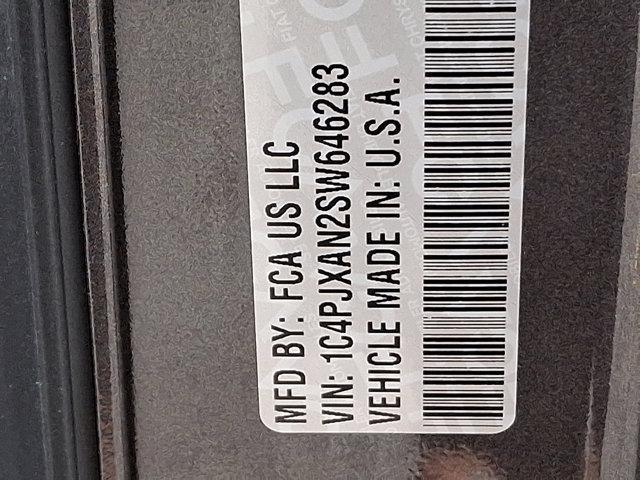 MFD BY: FCA US LLC
VIN: 1C4PJXAN2SW646283
VEHICLE MADE IN: U.S.A.